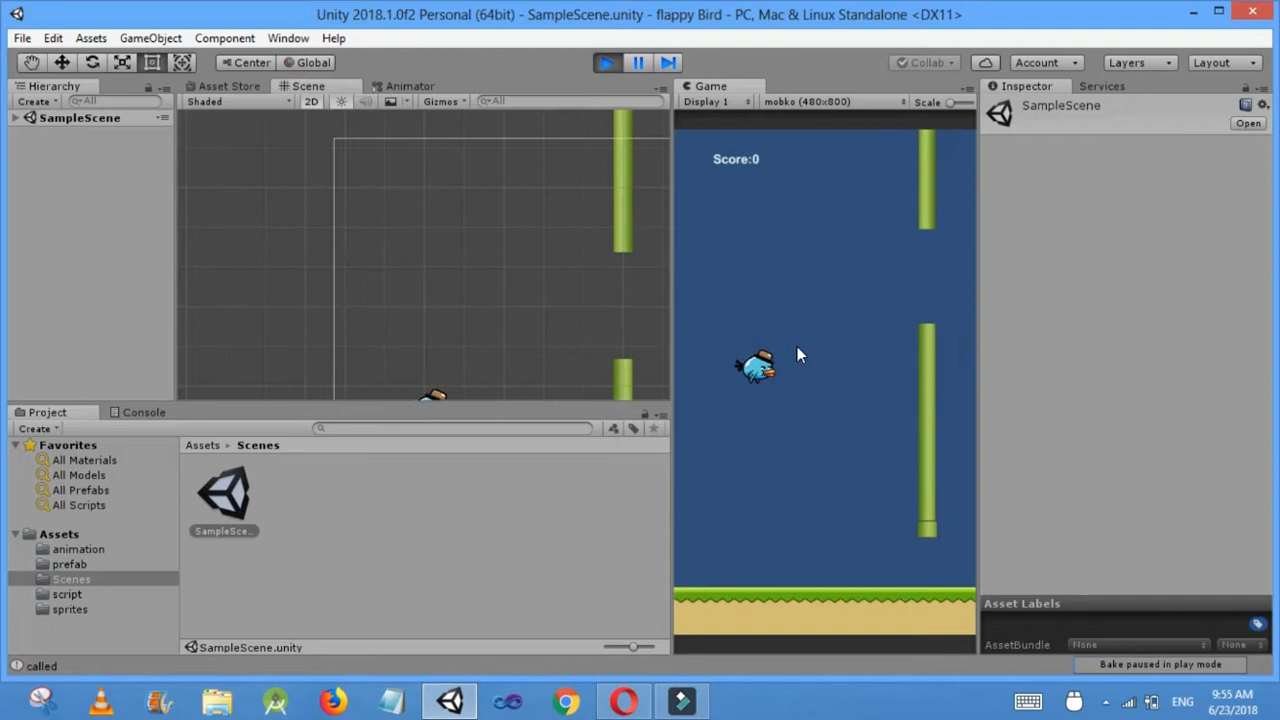 Unity 2018.1.0f2 Personal (64bit) - SampleScene.unity - flappy Bird - PC, Mac & Linux Standalone <DX11>
File Edit Assets GameObject Component Window Help
Center Global Collab Account Layers Layout
Hierarchy Asset Store Scene Animator Game Inspector Services
Create All Shaded 2D Gizmos All Display 1 mobko (480x800) Scale
SampleScene
SampleScene
Open
Score:0
Project Console
Create
Favorites
All Materials
All Models
All Prefabs
All Scripts
Assets
animation
prefab
Scenes
script
sprites
Assets Scenes
SampleSce...
SampleScene.unity
Asset Labels
AssetBundle None None
called
Bake paused in play mode
ENG
9:55 AM
6/23/2018